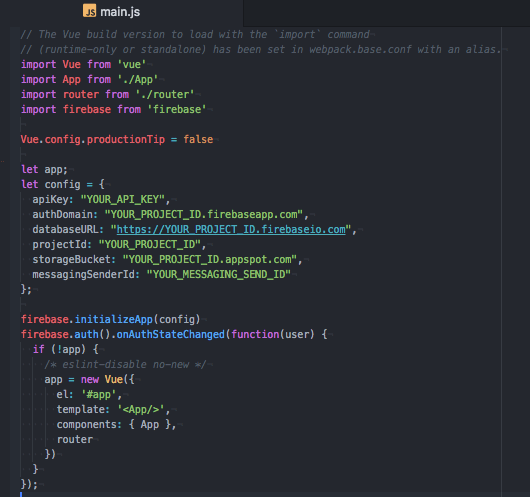 JS main.js
// The Vue build version to load with the `import` command
// (runtime-only or standalone) has been set in webpack.base.conf with an alias.
import Vue from 'vue'
import App from './App'
import router from './router'
import firebase from 'firebase'

Vue.config.productionTip = false

let app;
let config = {
  apiKey: "YOUR_API_KEY",
  authDomain: "YOUR_PROJECT_ID.firebaseapp.com",
  databaseURL: "https://YOUR_PROJECT_ID.firebaseio.com",
  projectId: "YOUR_PROJECT_ID",
  storageBucket: "YOUR_PROJECT_ID.appspot.com",
  messagingSenderId: "YOUR_MESSAGING_SEND_ID"
};

firebase.initializeApp(config)
firebase.auth().onAuthStateChanged(function(user) {
  if (!app) {
    /* eslint-disable no-new */
    app = new Vue({
      el: '#app',
      template: '<App/>',
      components: { App },
      router
    })
  }
});